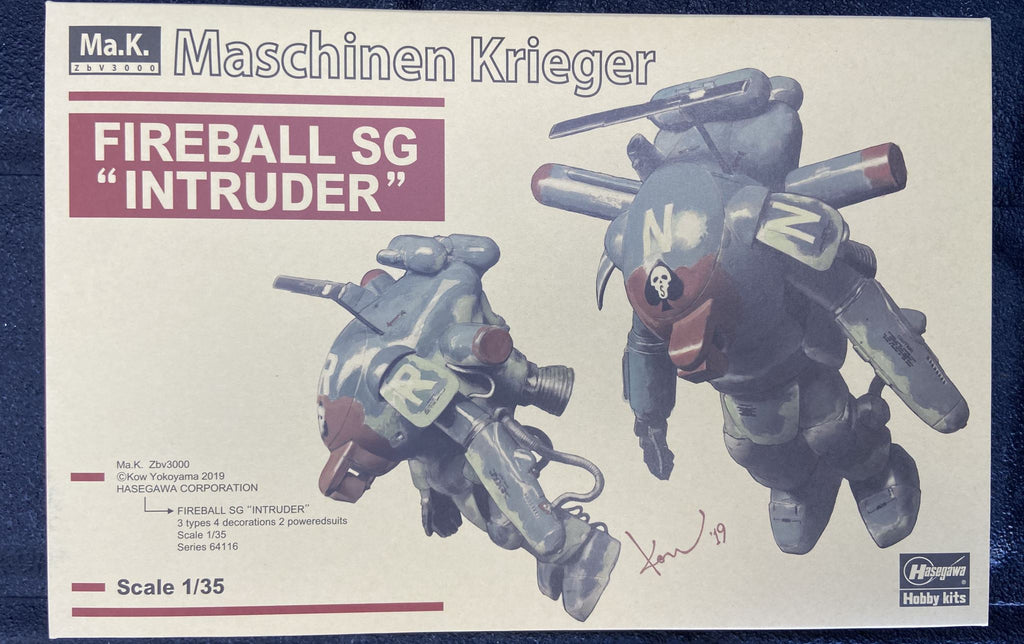 Ma.K.
ZbV3000
Maschinen Krieger
FIREBALL SG
“INTRUDER”
N
N
R
R
Ma.K. Zbv3000
©Kow Yokoyama 2019
HASEGAWA CORPORATION
FIREBALL SG “INTRUDER”
3 types 4 decorations 2 poweredsuits
Scale 1/35
Series 64116
Scale 1/35
Kow '19
Hasegawa
Hobby kits